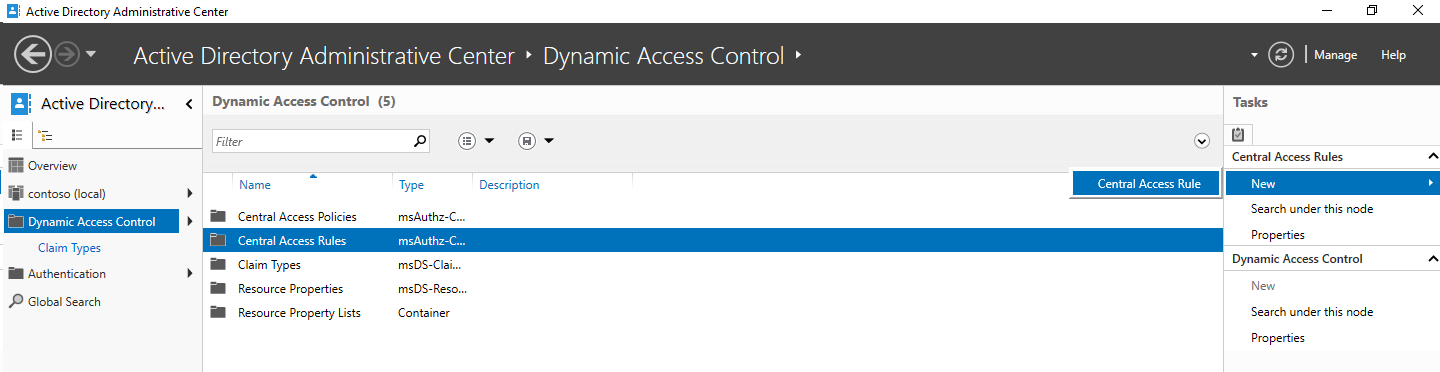 Active Directory Administrative Center
Active Directory Administrative Center ‣ Dynamic Access Control ‣
Manage
Help
Active Directory...
Overview
contoso (local)
Dynamic Access Control
Claim Types
Authentication
Global Search
Dynamic Access Control (5)
Filter
Name Type Description
Central Access Policies msAuthz-C...
Central Access Rules msAuthz-C...
Claim Types msDS-Clai...
Resource Properties msDS-Reso...
Resource Property Lists Container
Central Access Rule
Tasks
Central Access Rules
New
Search under this node
Properties
Dynamic Access Control
New
Search under this node
Properties